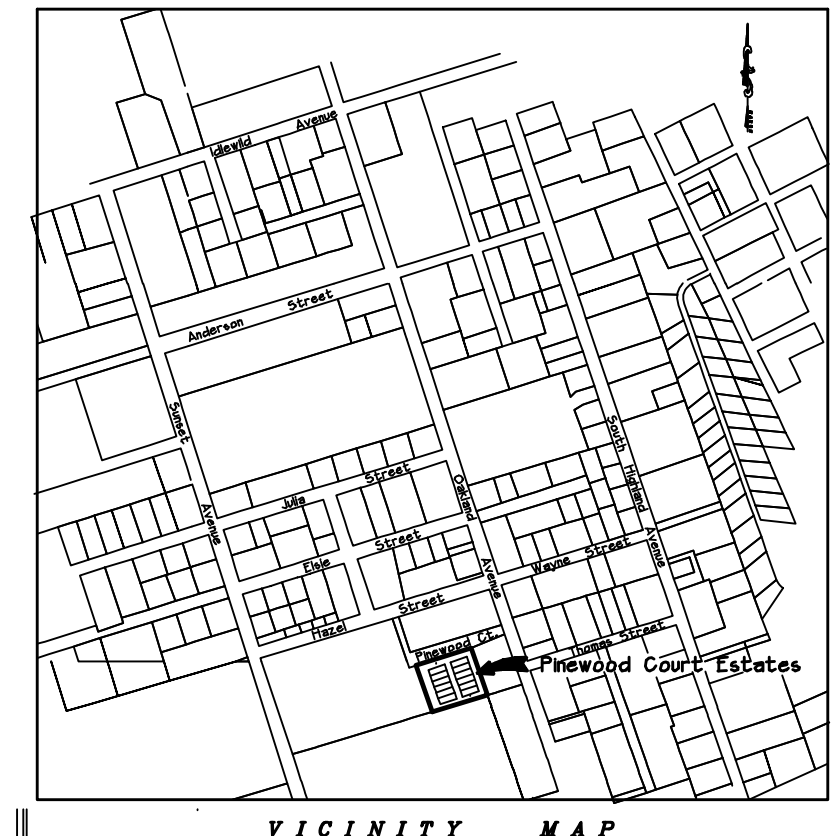 Idlewild Avenue
Anderson Street
Sunset Avenue
South Highland Avenue
Oakland Avenue
Julia Street
Elsie Street
Wayne Street
Hazel Street
Thomas Street
Pinewood Ct.
Pinewood Court Estates
VICINITY MAP